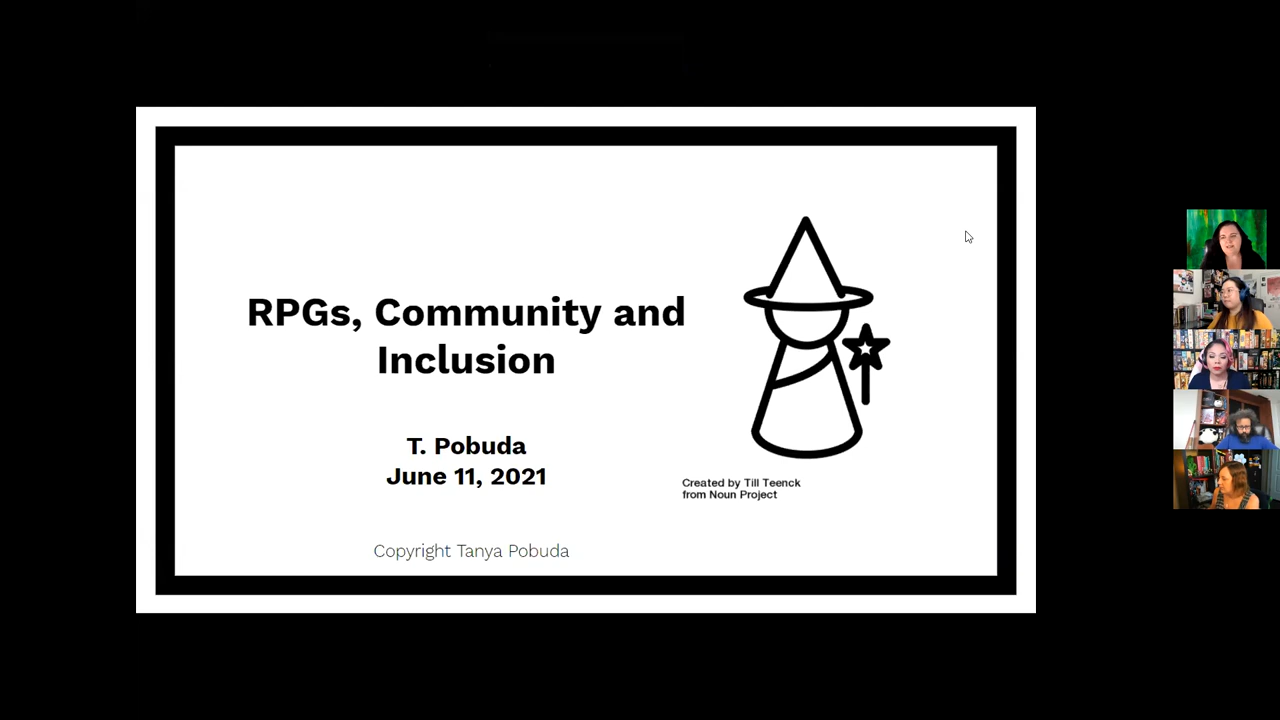 RPGs, Community and
Inclusion
T. Pobuda
June 11, 2021
Created by Till Teenck
from Noun Project
Copyright Tanya Pobuda